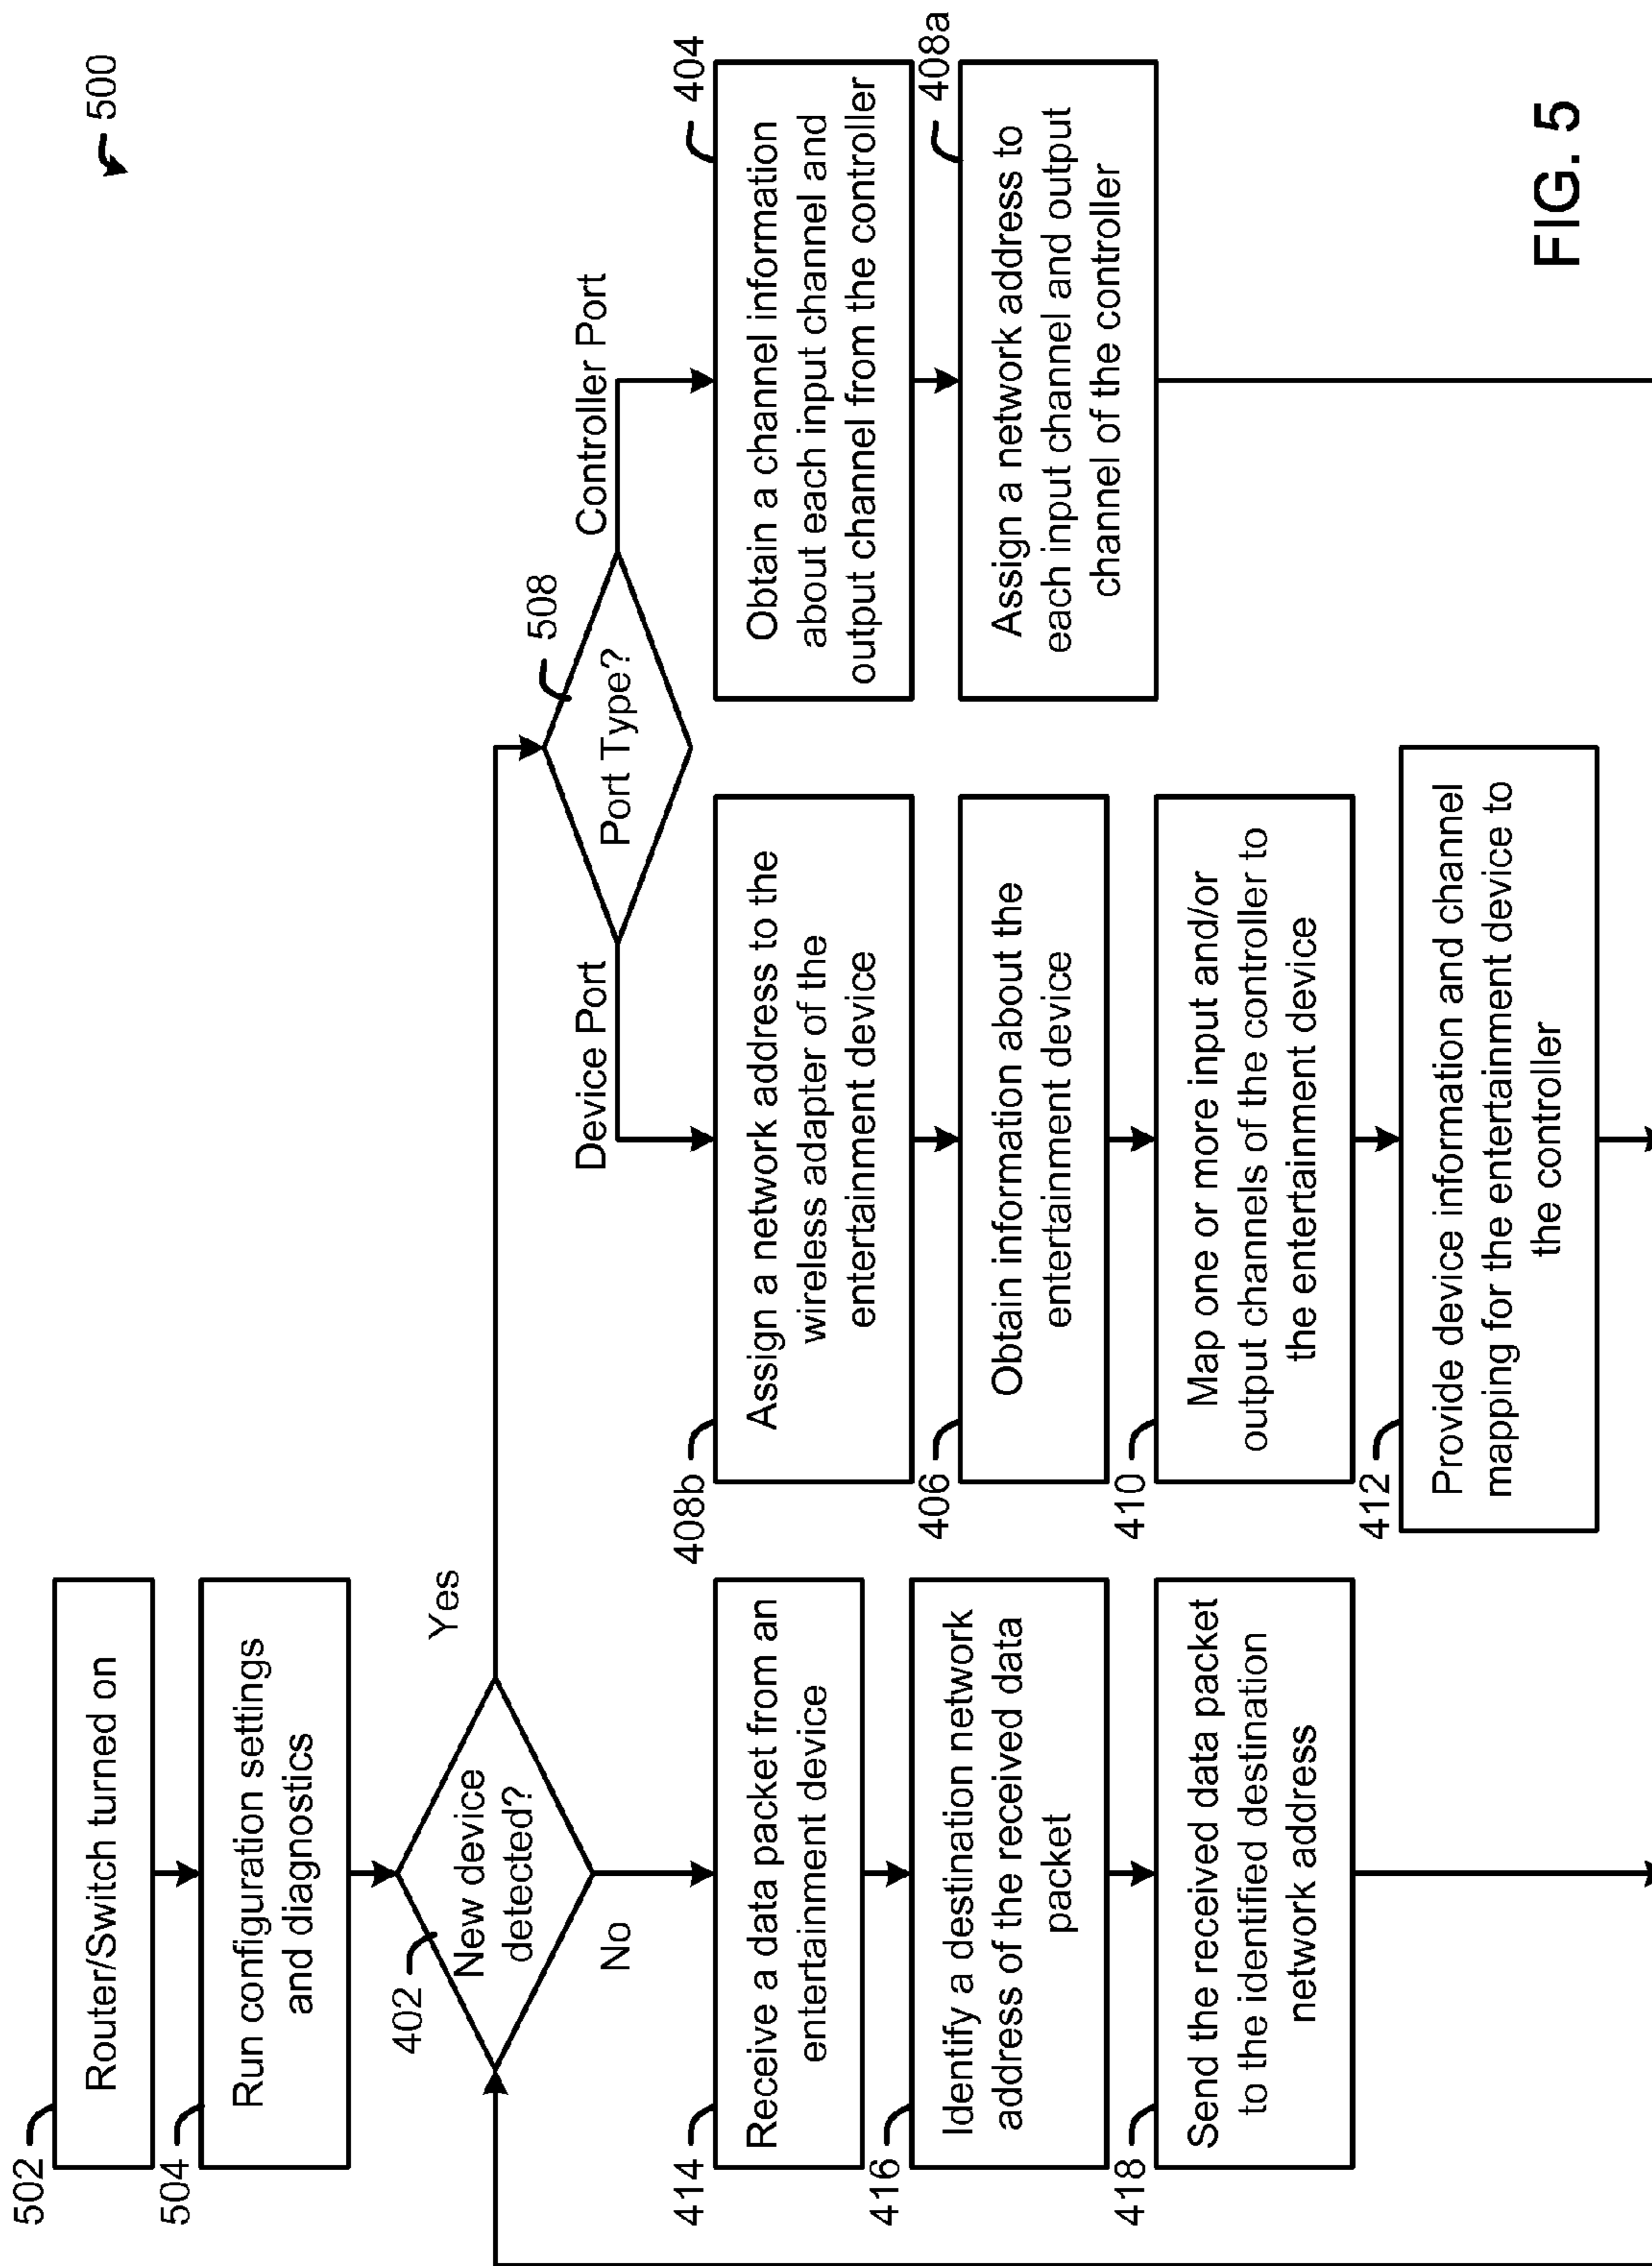 500
502
Router/Switch turned on
504
Run configuration settings
and diagnostics
402
New device
detected?
Yes
No
508
Port Type?
Device Port
Controller Port
414
Receive a data packet from an
entertainment device
416
Identify a destination network
address of the received data
packet
418
Send the received data packet
to the identified destination
network address
408b
Assign a network address to the
wireless adapter of the
entertainment device
406
Obtain information about the
entertainment device
410
Map one or more input and/or
output channels of the controller to
the entertainment device
412
Provide device information and channel
mapping for the entertainment device to
the controller
404
Obtain a channel information
about each input channel and
output channel from the controller
408a
Assign a network address to
each input channel and output
channel of the controller
FIG. 5